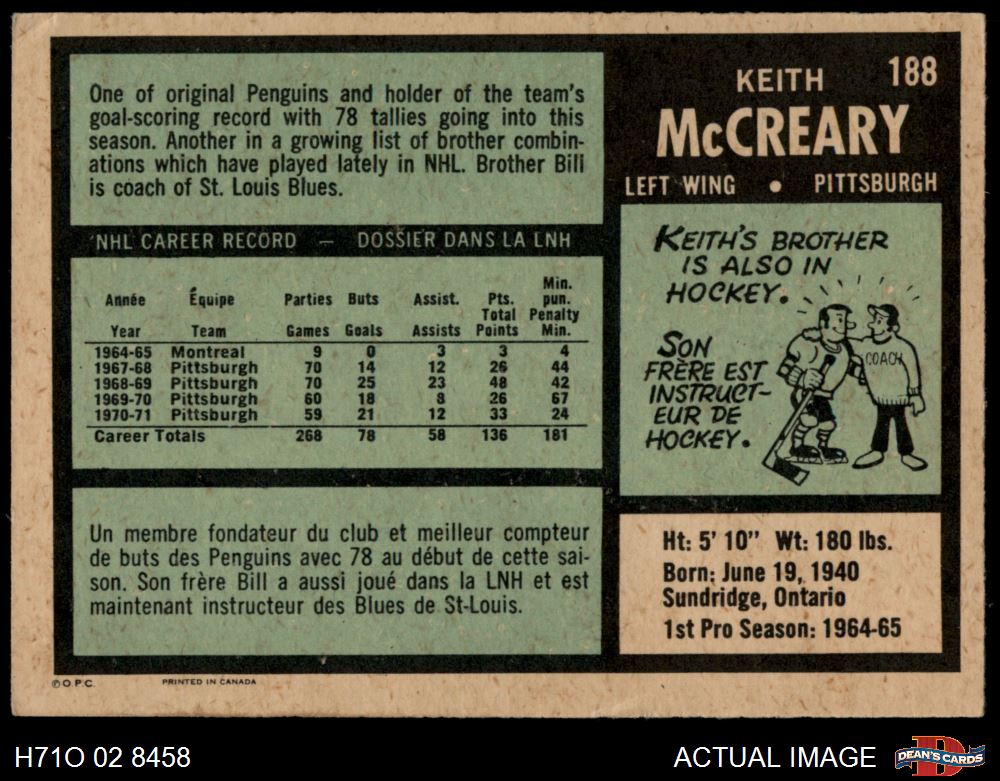 One of original Penguins and holder of the team's
goal-scoring record with 78 tallies going into this
season. Another in a growing list of brother combin-
ations which have played lately in NHL. Brother Bill
is coach of St. Louis Blues.
KEITH 188
McCREARY
LEFT WING • PITTSBURGH
NHL CAREER RECORD — DOSSIER DANS LA LNH
Année Équipe Parties Buts Assist. Pts. Total Min. pun.
Year Team Games Goals Assists Points Penalty Min.
1964-65 Montreal 9 0 3 3 4
1967-68 Pittsburgh 70 14 12 26 44
1968-69 Pittsburgh 70 25 23 48 42
1969-70 Pittsburgh 60 18 8 26 67
1970-71 Pittsburgh 59 21 12 33 24
Career Totals 268 78 58 136 181
KEITH'S BROTHER
IS ALSO IN
HOCKEY.
SON
FRÈRE EST
INSTRUCT-
EUR DE
HOCKEY.
COACH
Un membre fondateur du club et meilleur compteur
de buts des Penguins avec 78 au début de cette sai-
son. Son frère Bill a aussi joué dans la LNH et est
maintenant instructeur des Blues de St-Louis.
Ht: 5' 10" Wt: 180 lbs.
Born: June 19, 1940
Sundridge, Ontario
1st Pro Season: 1964-65
© O.P.C. PRINTED IN CANADA
H71O 02 8458 ACTUAL IMAGE DEAN'S CARDS